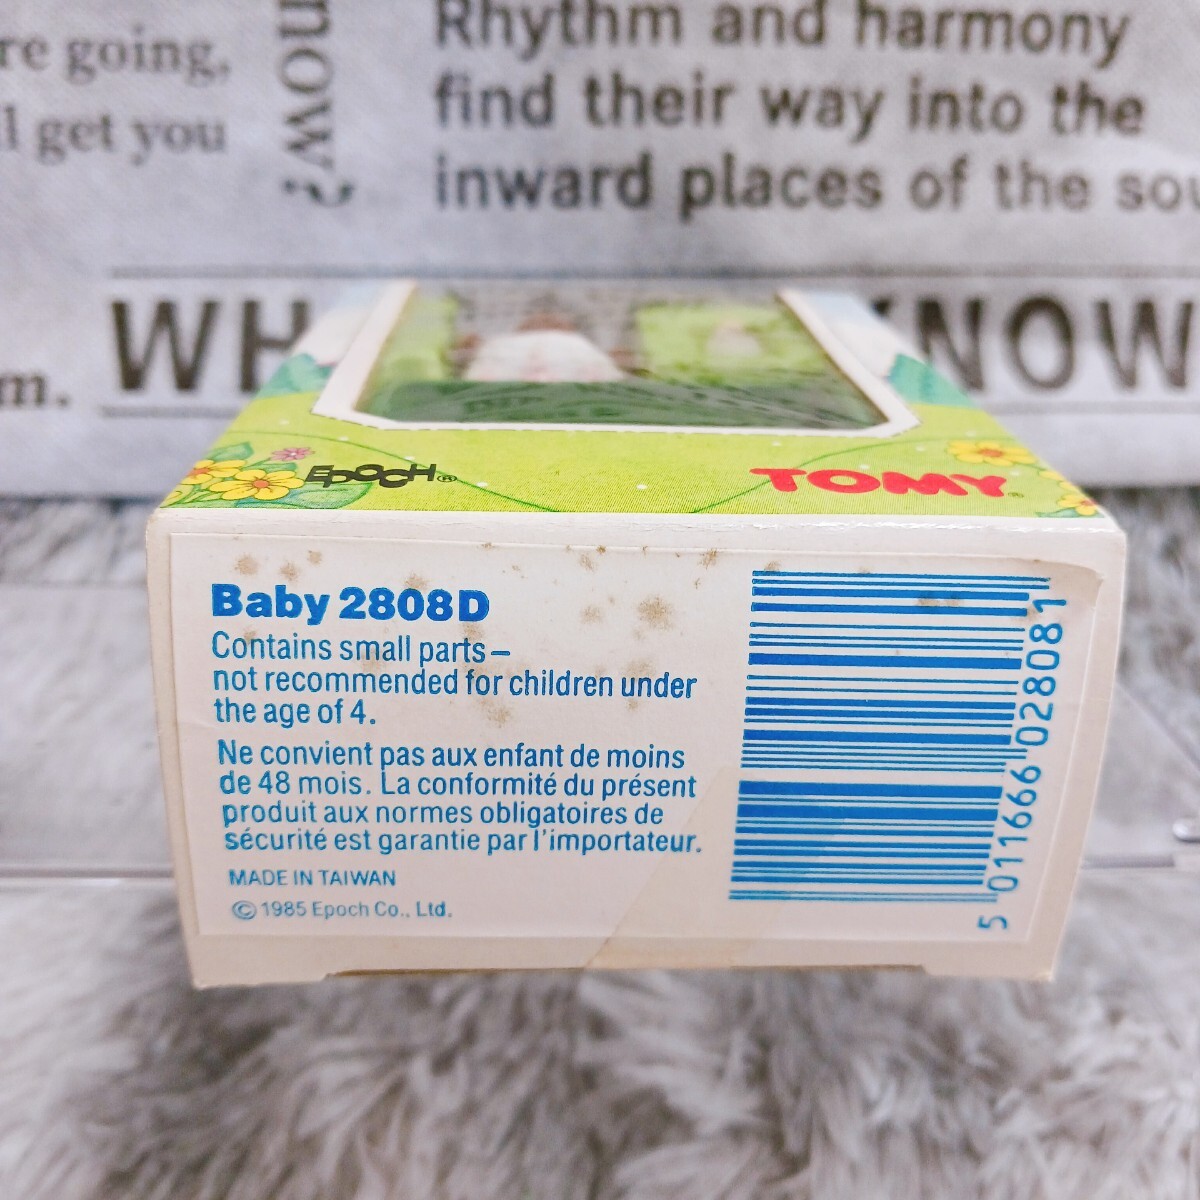 re going,
l get you
now?
Rhythm and harmony
find their way into the
inward places of the sou
m.
WH
KNOW
EPOCH®
TOMY®
Baby 2808D
Contains small parts–
not recommended for children under
the age of 4.
Ne convient pas aux enfant de moins
de 48 mois. La conformité du présent
produit aux normes obligatoires de
sécurité est garantie par l'importateur.
MADE IN TAIWAN
© 1985 Epoch Co., Ltd.
5 011666 028081